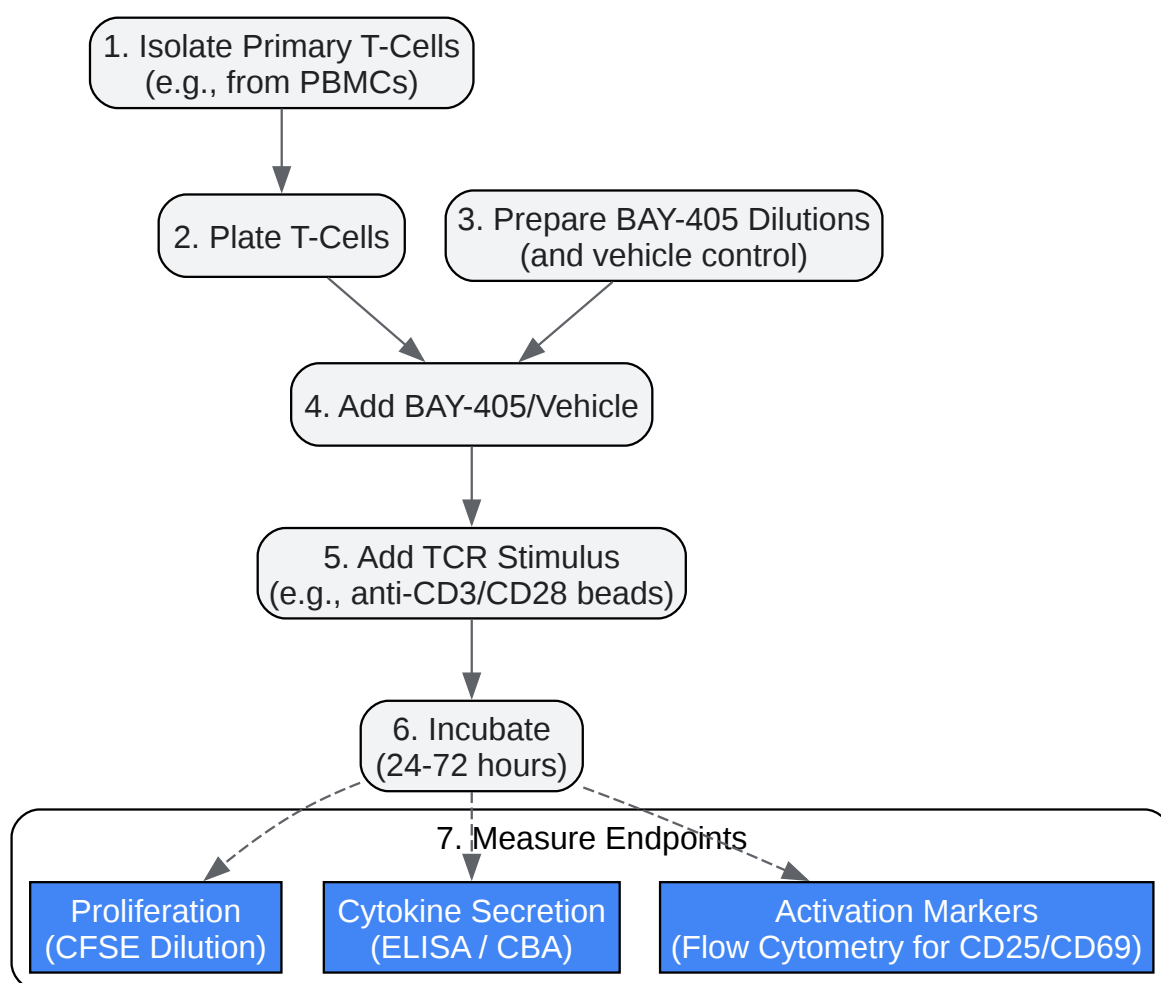 1. Isolate Primary T-Cells
(e.g., from PBMCs)
2. Plate T-Cells
3. Prepare BAY-405 Dilutions
(and vehicle control)
4. Add BAY-405/Vehicle
5. Add TCR Stimulus
(e.g., anti-CD3/CD28 beads)
6. Incubate
(24-72 hours)
7. Measure Endpoints
Proliferation
(CFSE Dilution)
Cytokine Secretion
(ELISA / CBA)
Activation Markers
(Flow Cytometry for CD25/CD69)